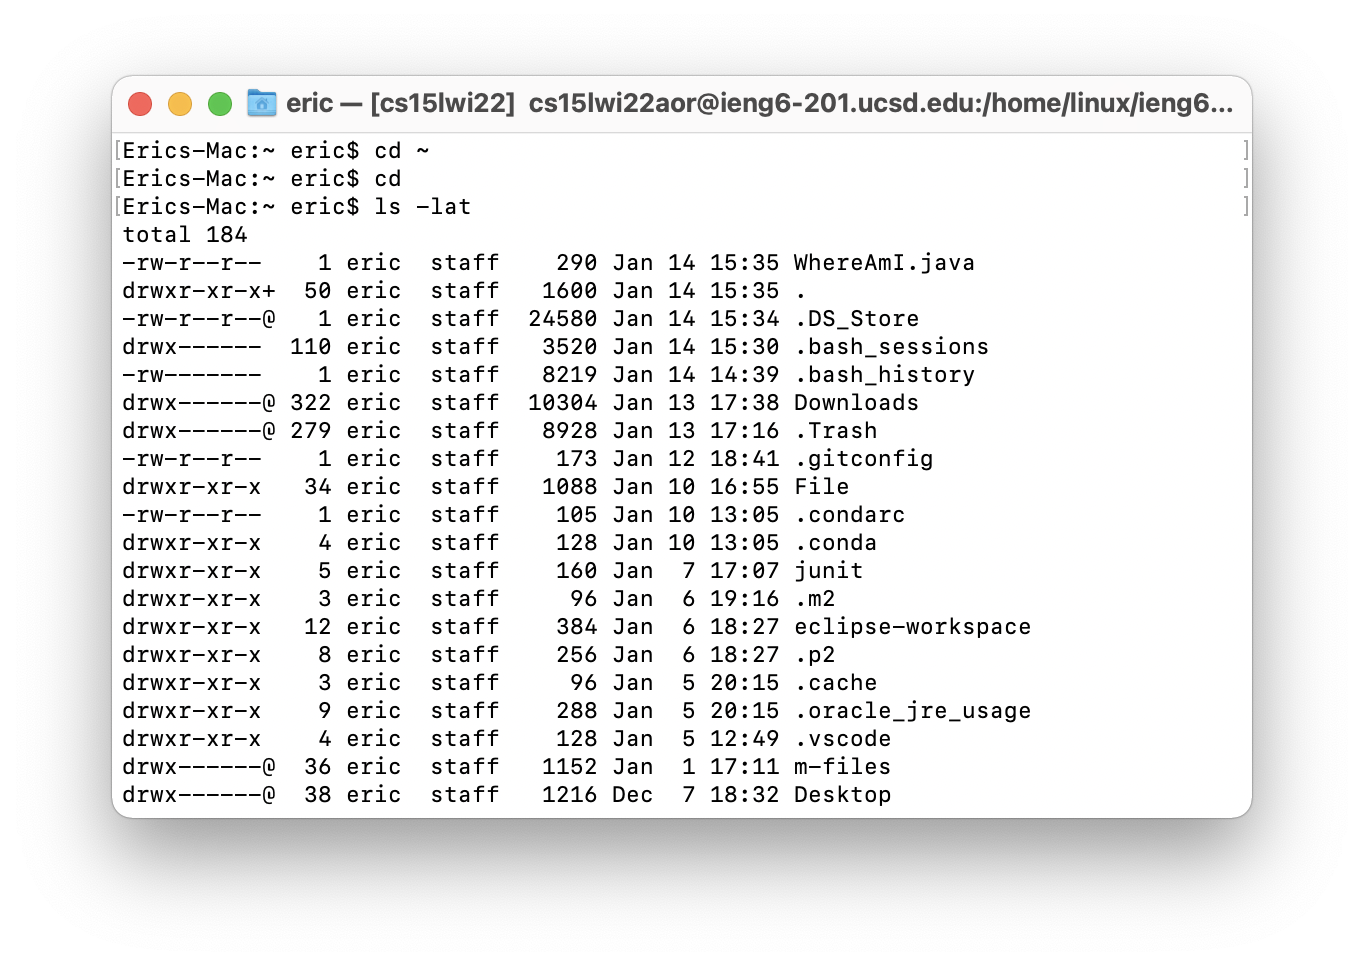 eric — [cs15lwi22]  cs15lwi22aor@ieng6-201.ucsd.edu:/home/linux/ieng6...
[Erics-Mac:~ eric$ cd ~ ]
[Erics-Mac:~ eric$ cd ]
[Erics-Mac:~ eric$ ls -lat ]
total 184
-rw-r--r--    1 eric  staff    290 Jan 14 15:35 WhereAmI.java
drwxr-xr-x+  50 eric  staff   1600 Jan 14 15:35 .
-rw-r--r--@   1 eric  staff  24580 Jan 14 15:34 .DS_Store
drwx------  110 eric  staff   3520 Jan 14 15:30 .bash_sessions
-rw-------    1 eric  staff   8219 Jan 14 14:39 .bash_history
drwx------@ 322 eric  staff  10304 Jan 13 17:38 Downloads
drwx------@ 279 eric  staff   8928 Jan 13 17:16 .Trash
-rw-r--r--    1 eric  staff    173 Jan 12 18:41 .gitconfig
drwxr-xr-x   34 eric  staff   1088 Jan 10 16:55 File
-rw-r--r--    1 eric  staff    105 Jan 10 13:05 .condarc
drwxr-xr-x    4 eric  staff    128 Jan 10 13:05 .conda
drwxr-xr-x    5 eric  staff    160 Jan  7 17:07 junit
drwxr-xr-x    3 eric  staff     96 Jan  6 19:16 .m2
drwxr-xr-x   12 eric  staff    384 Jan  6 18:27 eclipse-workspace
drwxr-xr-x    8 eric  staff    256 Jan  6 18:27 .p2
drwxr-xr-x    3 eric  staff     96 Jan  5 20:15 .cache
drwxr-xr-x    9 eric  staff    288 Jan  5 20:15 .oracle_jre_usage
drwxr-xr-x    4 eric  staff    128 Jan  5 12:49 .vscode
drwx------@  36 eric  staff   1152 Jan  1 17:11 m-files
drwx------@  38 eric  staff   1216 Dec  7 18:32 Desktop